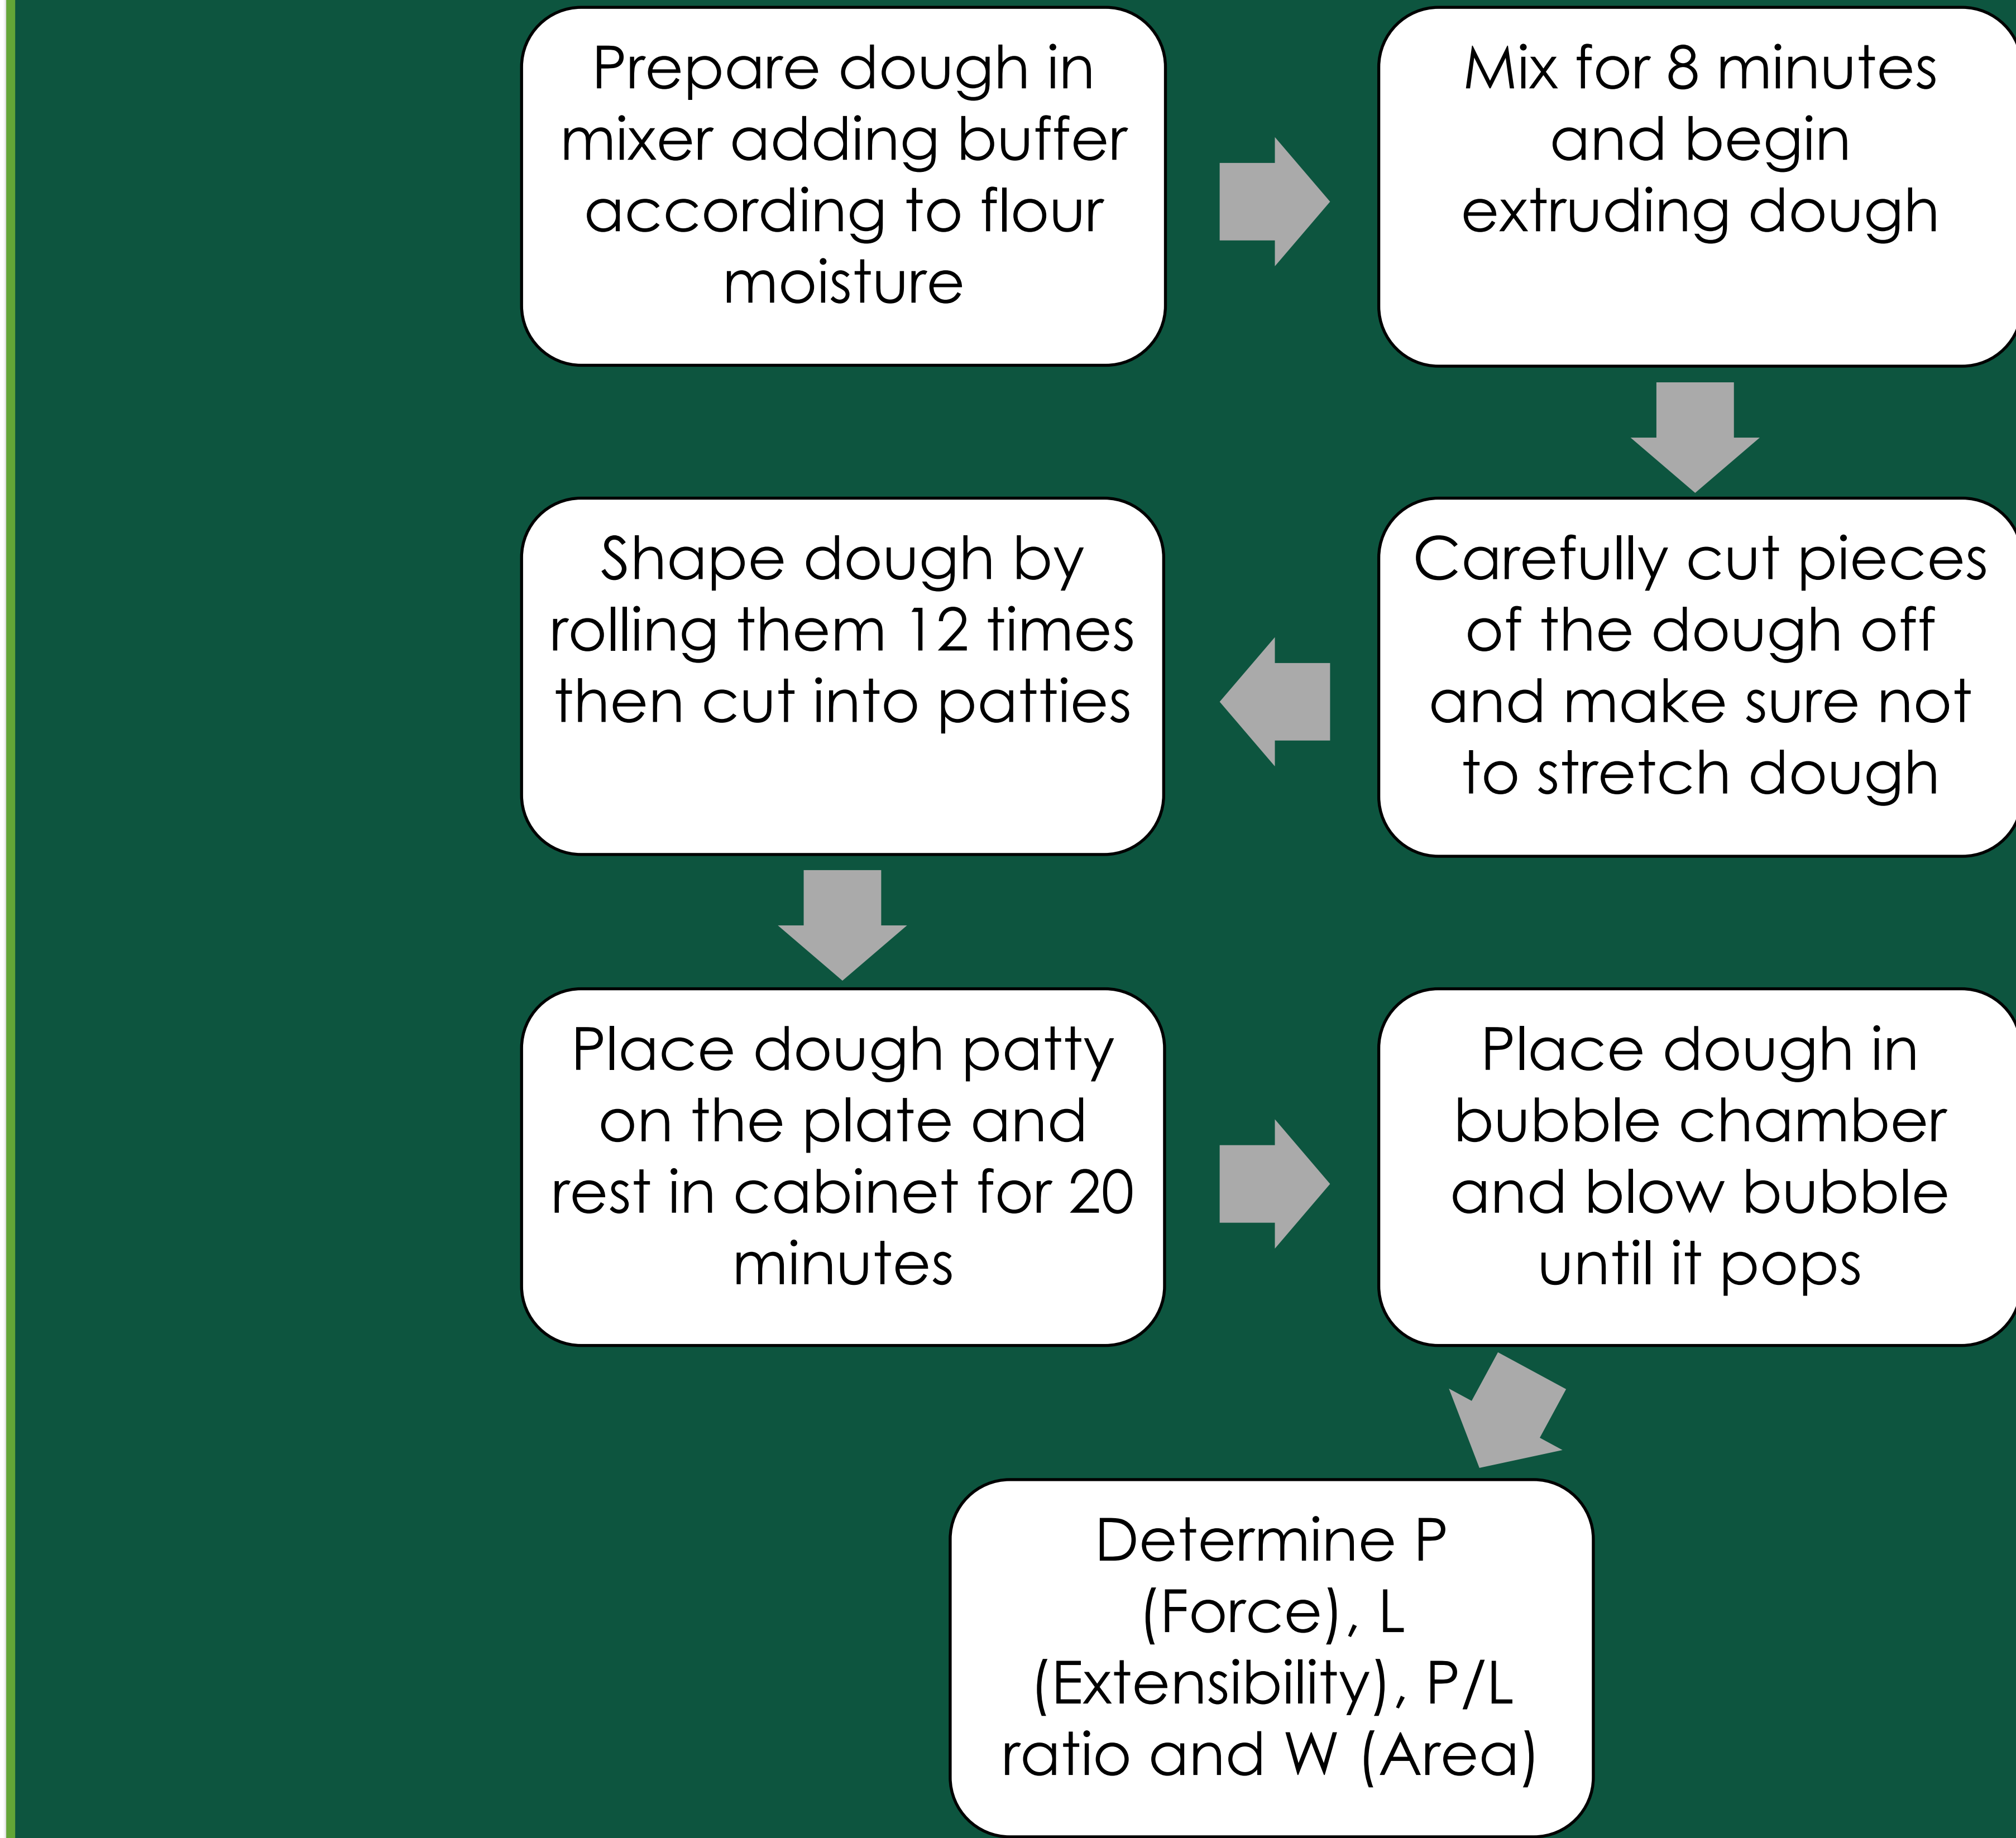 Prepare dough in
mixer adding buffer
according to flour
moisture
Mix for 8 minutes
and begin
extruding dough
Carefully cut pieces
of the dough off
and make sure not
to stretch dough
Shape dough by
rolling them 12 times
then cut into patties
Place dough patty
on the plate and
rest in cabinet for 20
minutes
Place dough in
bubble chamber
and blow bubble
until it pops
Determine P
(Force), L
(Extensibility), P/L
ratio and W (Area)